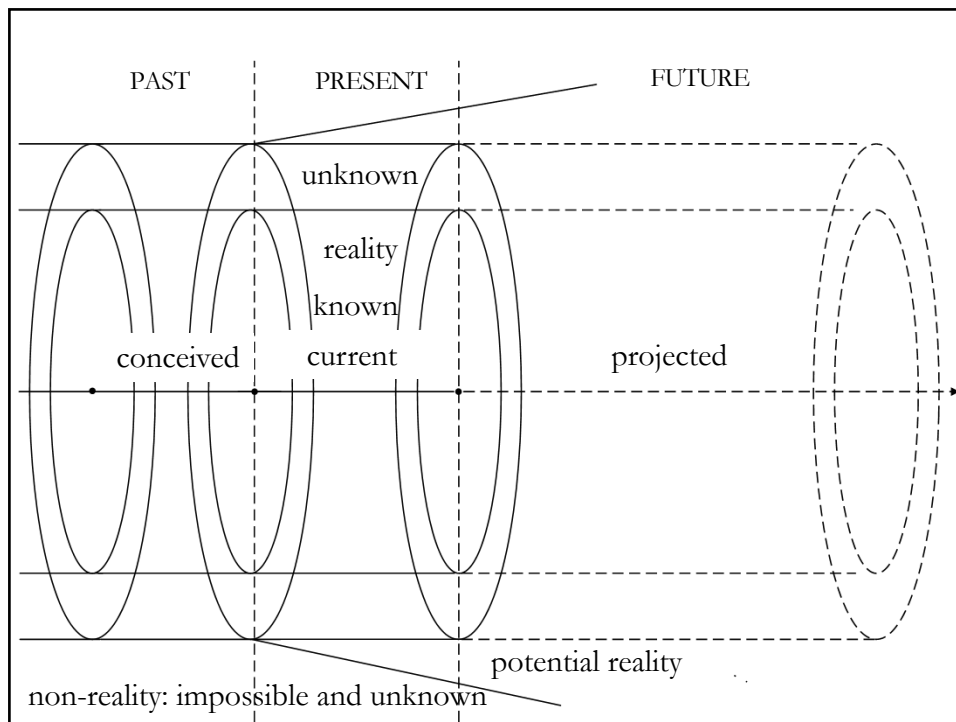 PAST PRESENT FUTURE
unknown
reality
known
conceived current projected
potential reality
non-reality: impossible and unknown